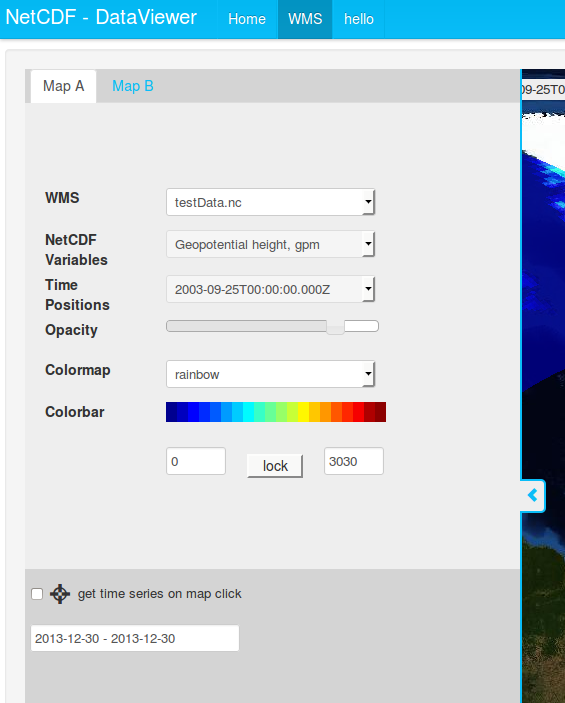 NetCDF - DataViewer Home WMS hello
Map A Map B
09-25T0
WMS testData.nc
NetCDF Variables Geopotential height, gpm
Time Positions 2003-09-25T00:00:00.000Z
Opacity
Colormap rainbow
Colorbar
0 lock 3030
get time series on map click
2013-12-30 - 2013-12-30